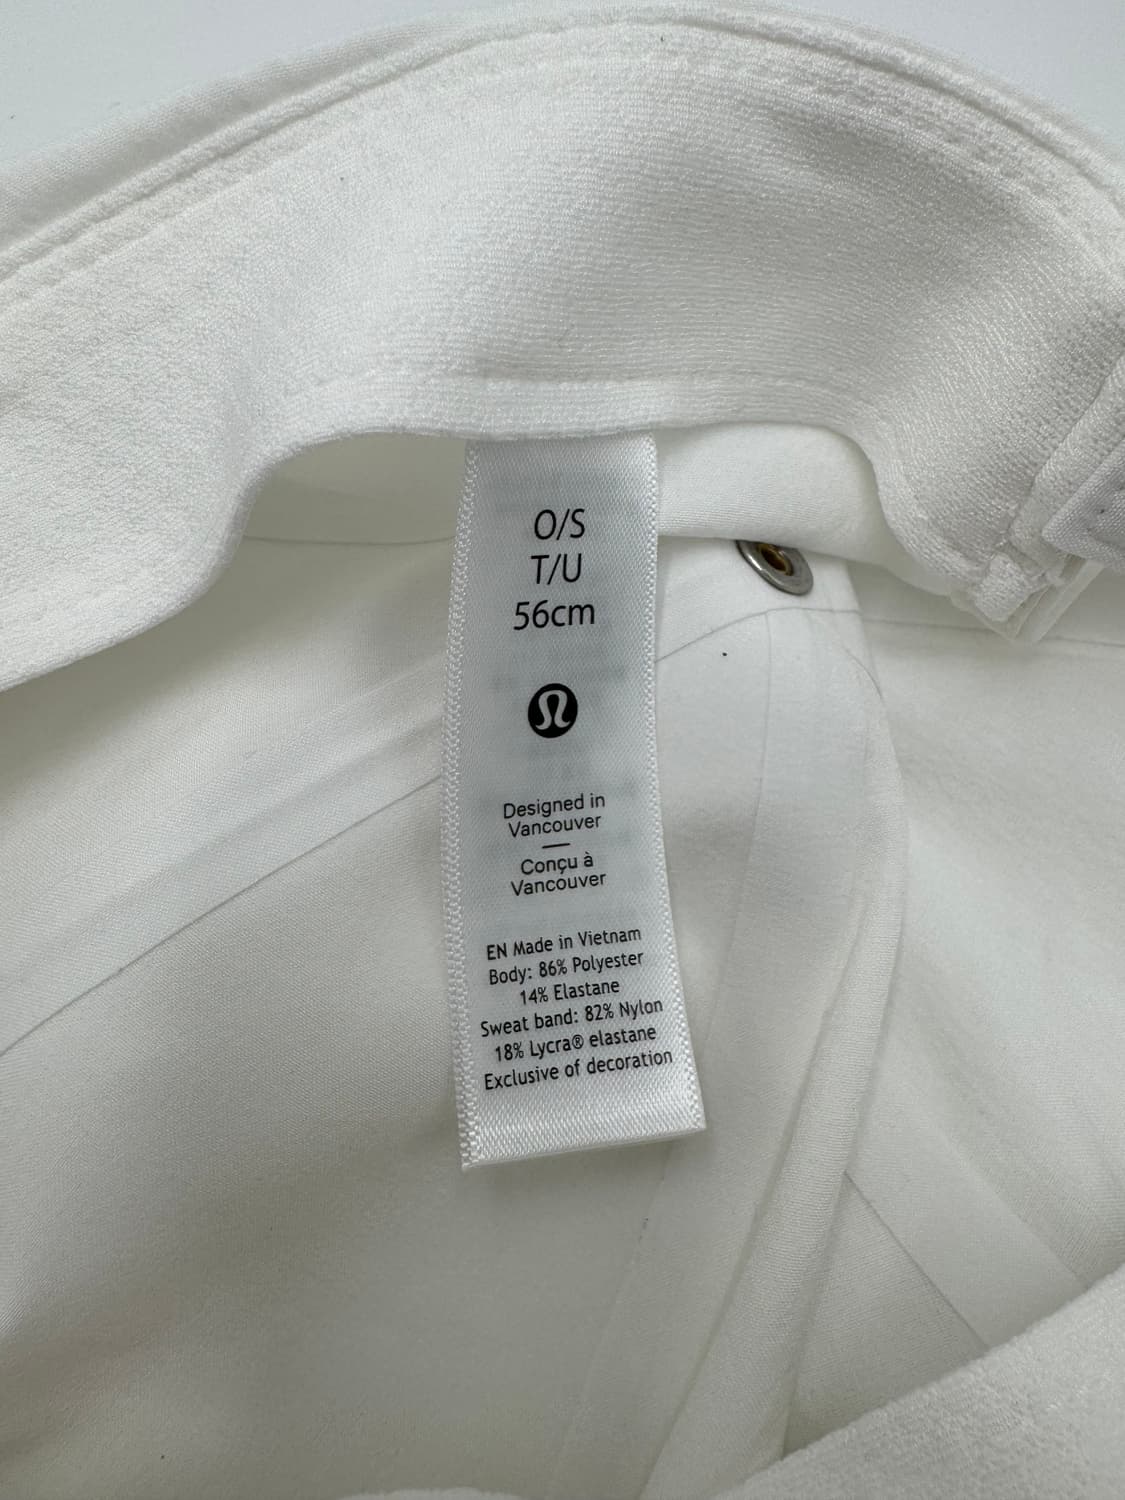 O/S
T/U
56cm
Designed in
Vancouver
Conçu à
Vancouver
EN Made in Vietnam
Body: 86% Polyester
14% Elastane
Sweat band: 82% Nylon
18% Lycra® elastane
Exclusive of decoration